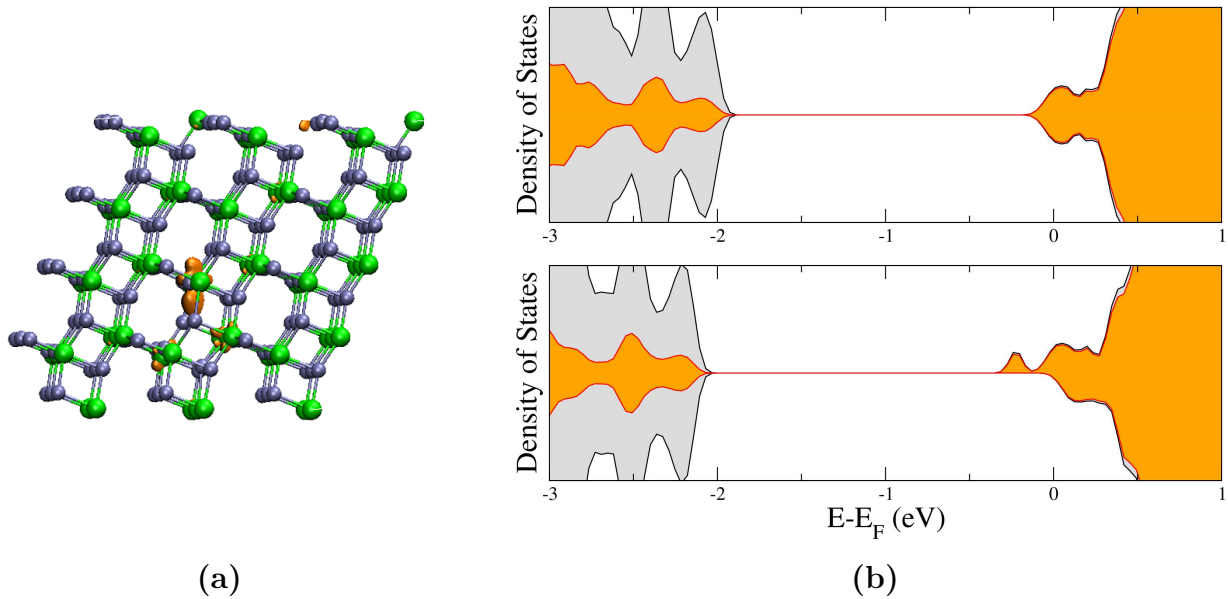 Density of States
-3 -2 -1 0 1
Density of States
-3 -2 -1 0 1
E-E_F (eV)
(a) (b)